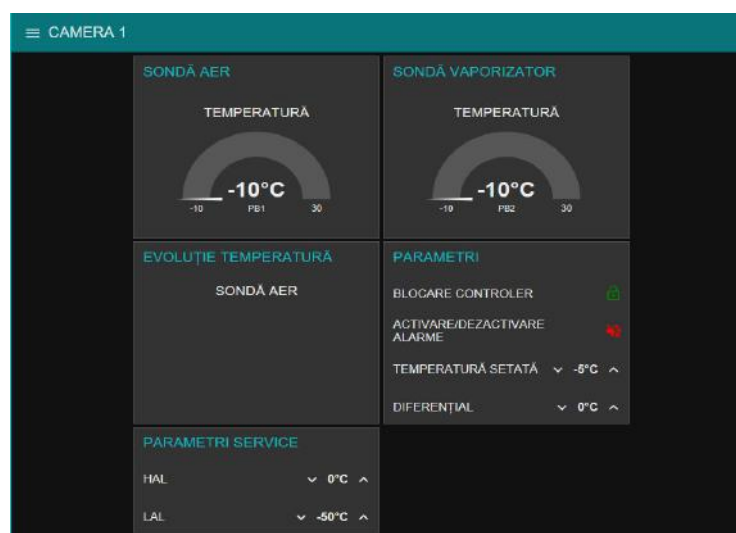 CAMERA 1
SONDĂ AER
TEMPERATURĂ
-10°C
-10 PB1 30
SONDĂ VAPORIZATOR
TEMPERATURĂ
-10°C
-10 PB2 30
EVOLUȚIE TEMPERATURĂ
SONDĂ AER
PARAMETRI
BLOCARE CONTROLER
ACTIVARE/DEZACTIVARE
ALARME
TEMPERATURĂ SETATĂ -5°C
DIFERENȚIAL 0°C
PARAMETRI SERVICE
HAL 0°C
LAL -50°C